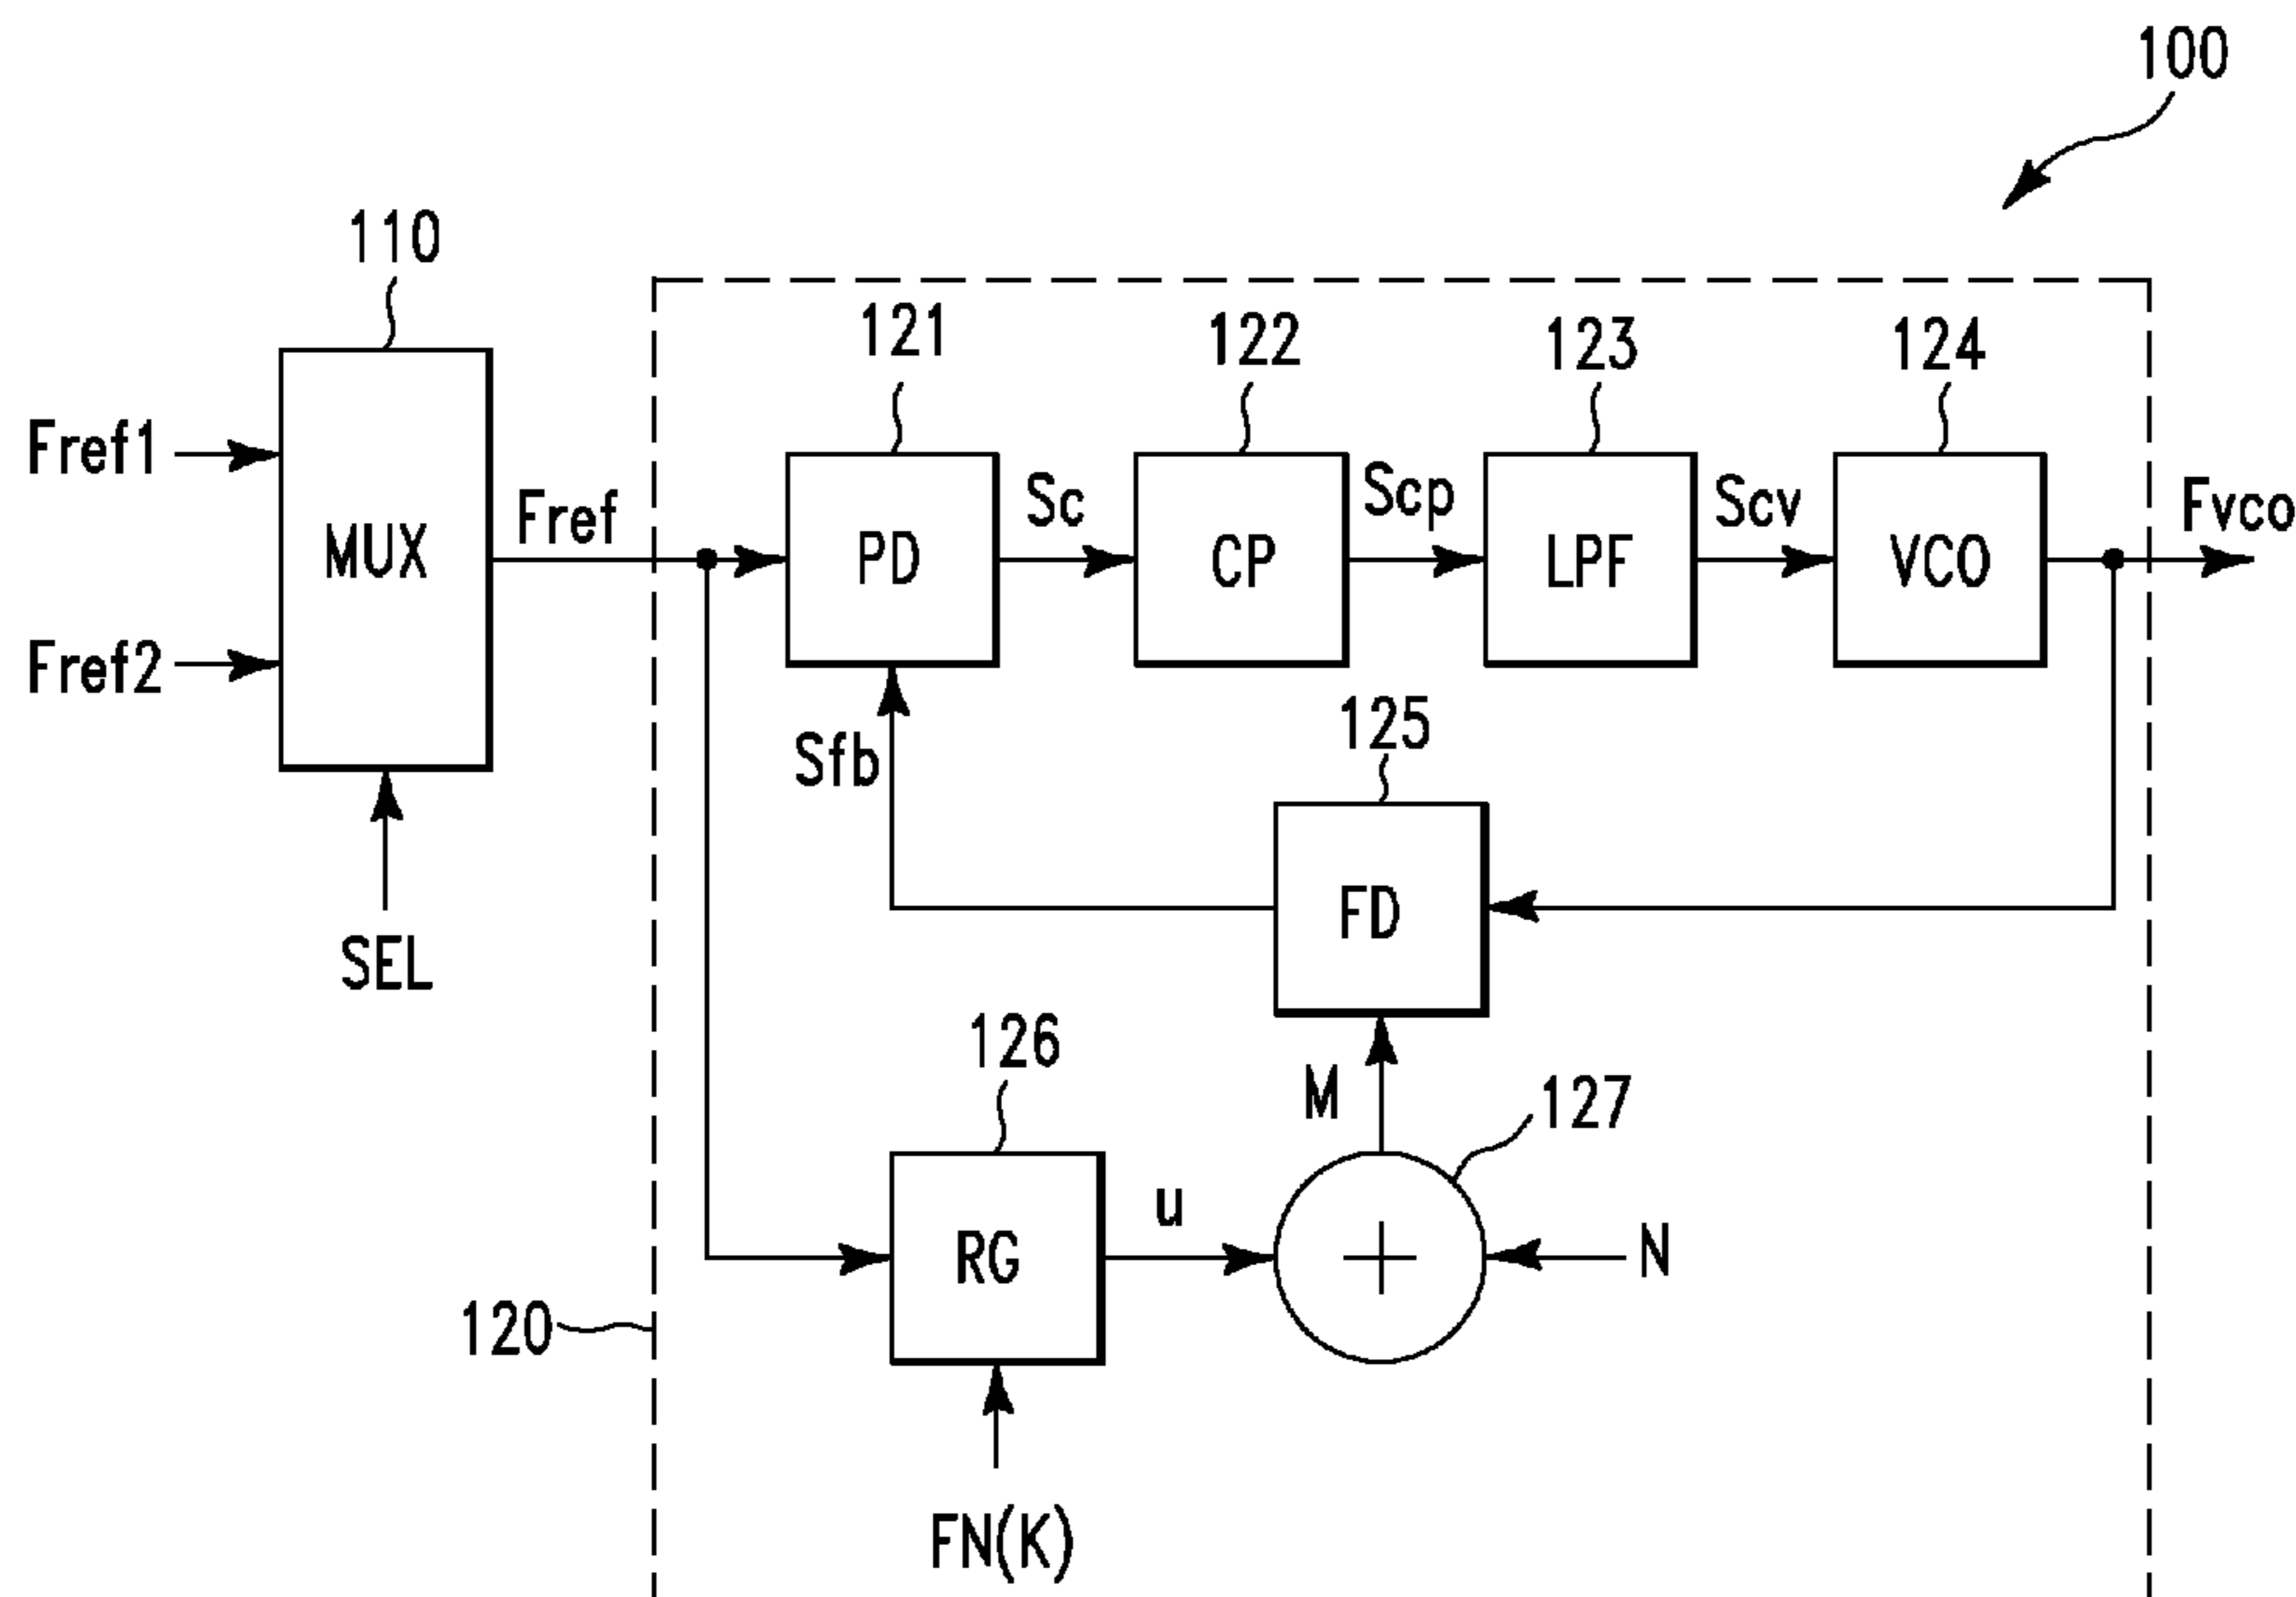 100
110
121
122
123
124
Fref1
Fref
Sc
Scp
Scv
Fvco
MUX
PD
CP
LPF
VCO
Fref2
125
Sfb
FD
SEL
126
M
127
u
RG
N
120
FN(K)